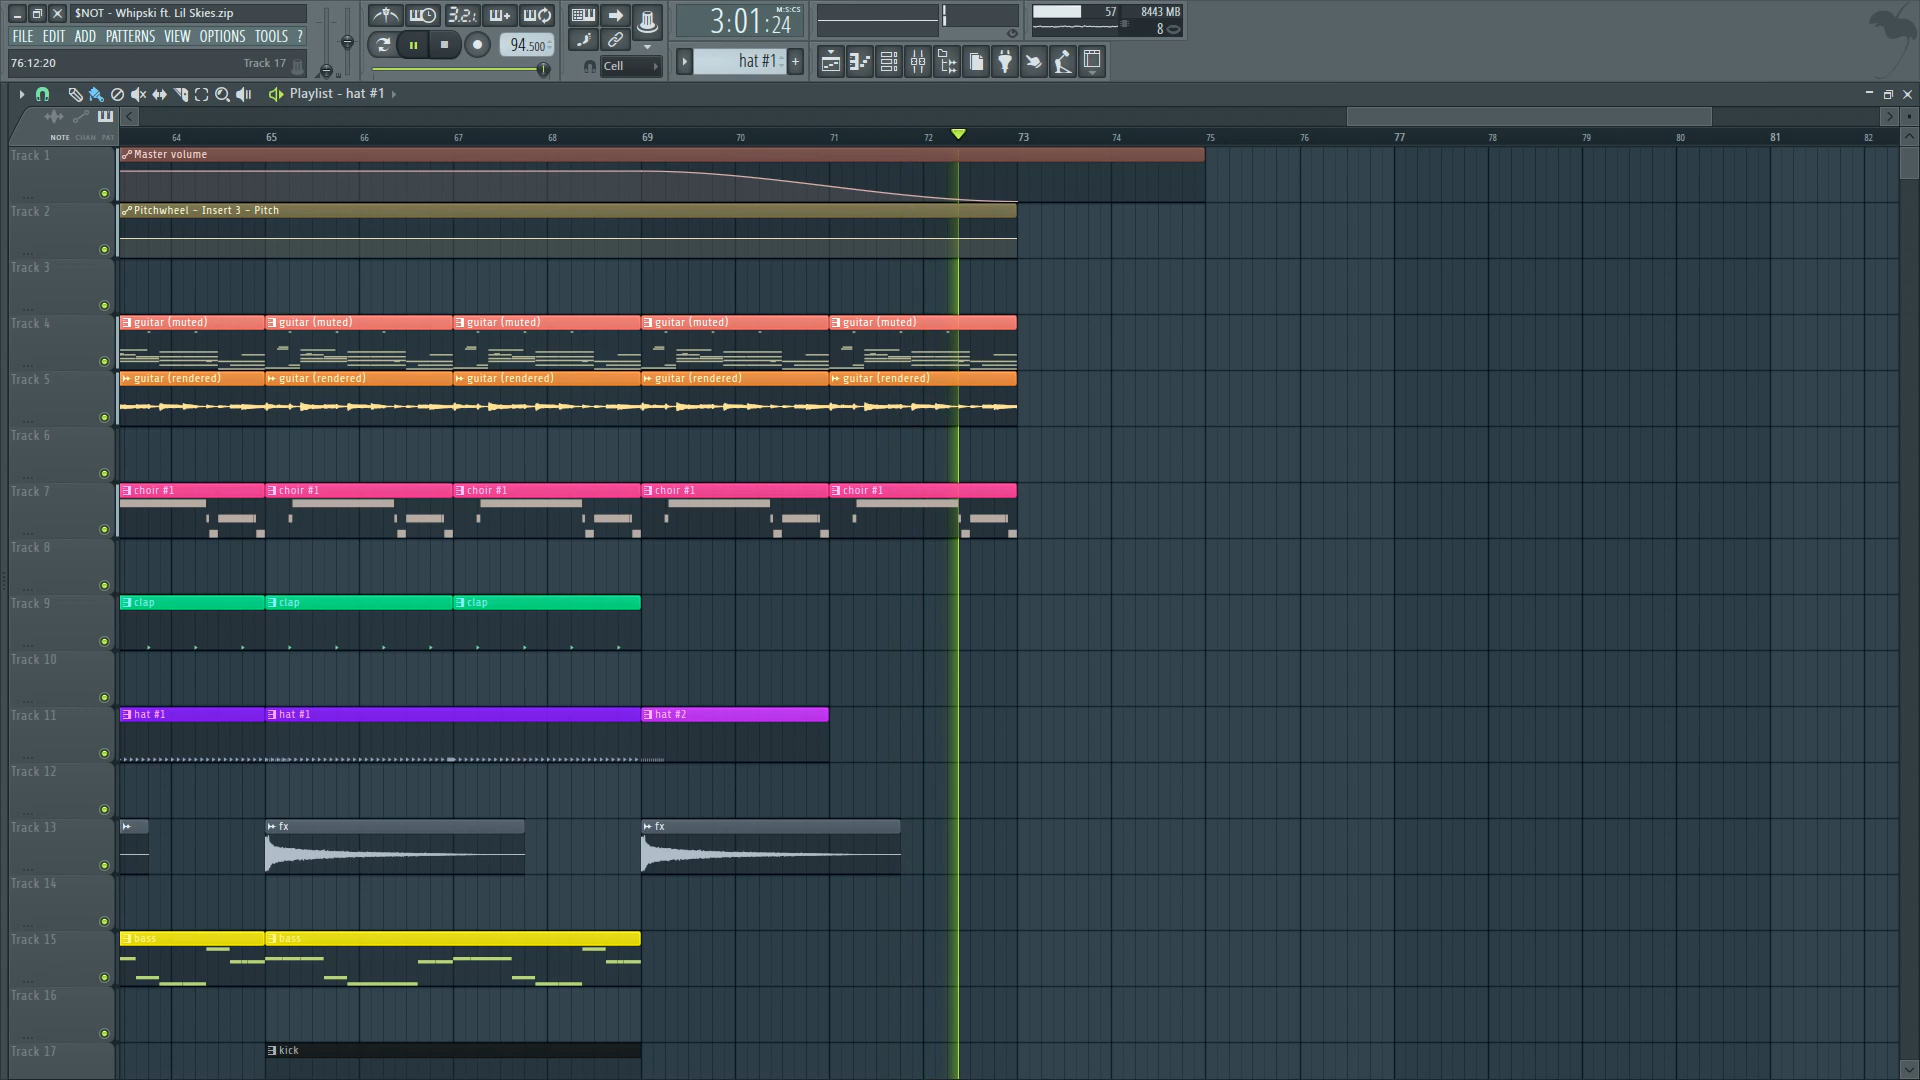 $NOT - Whipski ft. Lil Skies.zip
FILE EDIT ADD PATTERNS VIEW OPTIONS TOOLS ?
76:12:20 Track 17
3.2.
94.500
Cell
3:01:24 M:S:CS
hat #1
57 8443 MB
8
Playlist - hat #1
NOTE CHAN PAT
64 65 66 67 68 69 70 71 72 73 74 75 76 77 78 79 80 81 82
Track 1 Master volume
Track 2 Pitchwheel - Insert 3 - Pitch
Track 3
Track 4 guitar (muted) guitar (muted) guitar (muted) guitar (muted) guitar (muted)
Track 5 guitar (rendered) guitar (rendered) guitar (rendered) guitar (rendered) guitar (rendered)
Track 6
Track 7 choir #1 choir #1 choir #1 choir #1 choir #1
Track 8
Track 9 clap clap clap
Track 10
Track 11 hat #1 hat #1 hat #2
Track 12
Track 13 fx fx
Track 14
Track 15 bass bass
Track 16
Track 17 kick